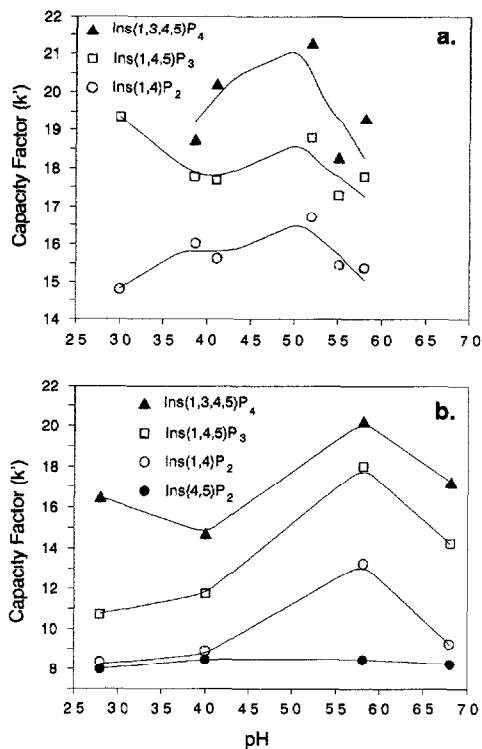 a.
Ins(1,3,4,5)P4
Ins(1,4,5)P3
Ins(1,4)P2
Capacity Factor (k')
22
21
20
19
18
17
16
15
14
25 30 35 40 45 50 55 60 65 70
b.
Ins(1,3,4,5)P4
Ins(1,4,5)P3
Ins(1,4)P2
Ins(4,5)P2
Capacity Factor (k')
22
20
18
16
14
12
10
8
25 30 35 40 45 50 55 60 65 70
pH